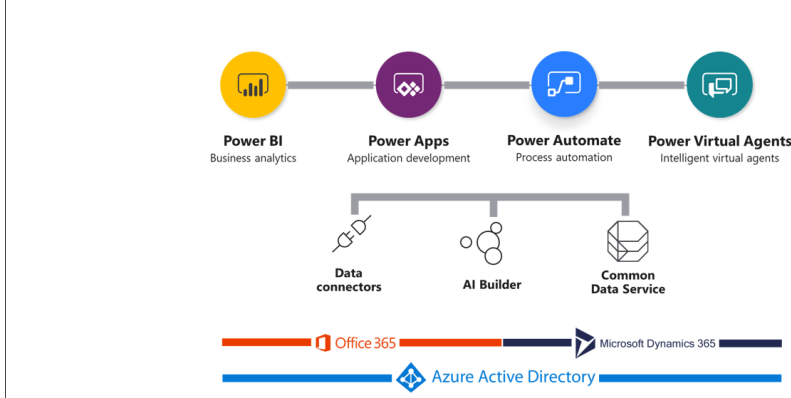 Power BI
Business analytics
Power Apps
Application development
Power Automate
Process automation
Power Virtual Agents
Intelligent virtual agents
Data
connectors
AI Builder
Common
Data Service
Office 365
Microsoft Dynamics 365
Azure Active Directory